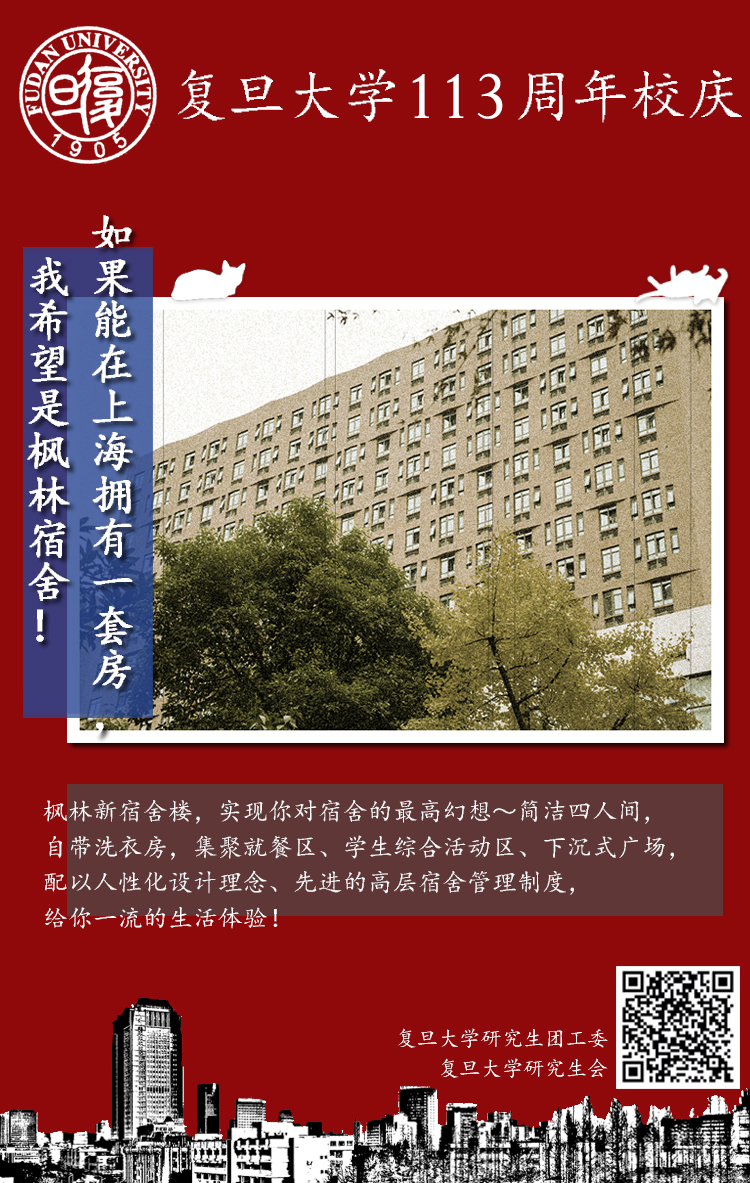 FUDAN UNIVERSITY
復旦
1905
复旦大学113周年校庆
如果能在上海拥有一套房，
我希望是枫林宿舍！
枫林新宿舍楼，实现你对宿舍的最高幻想～简洁四人间，
自带洗衣房，集聚就餐区、学生综合活动区、下沉式广场，
配以人性化设计理念、先进的高层宿舍管理制度，
给你一流的生活体验！
复旦大学研究生团工委
复旦大学研究生会